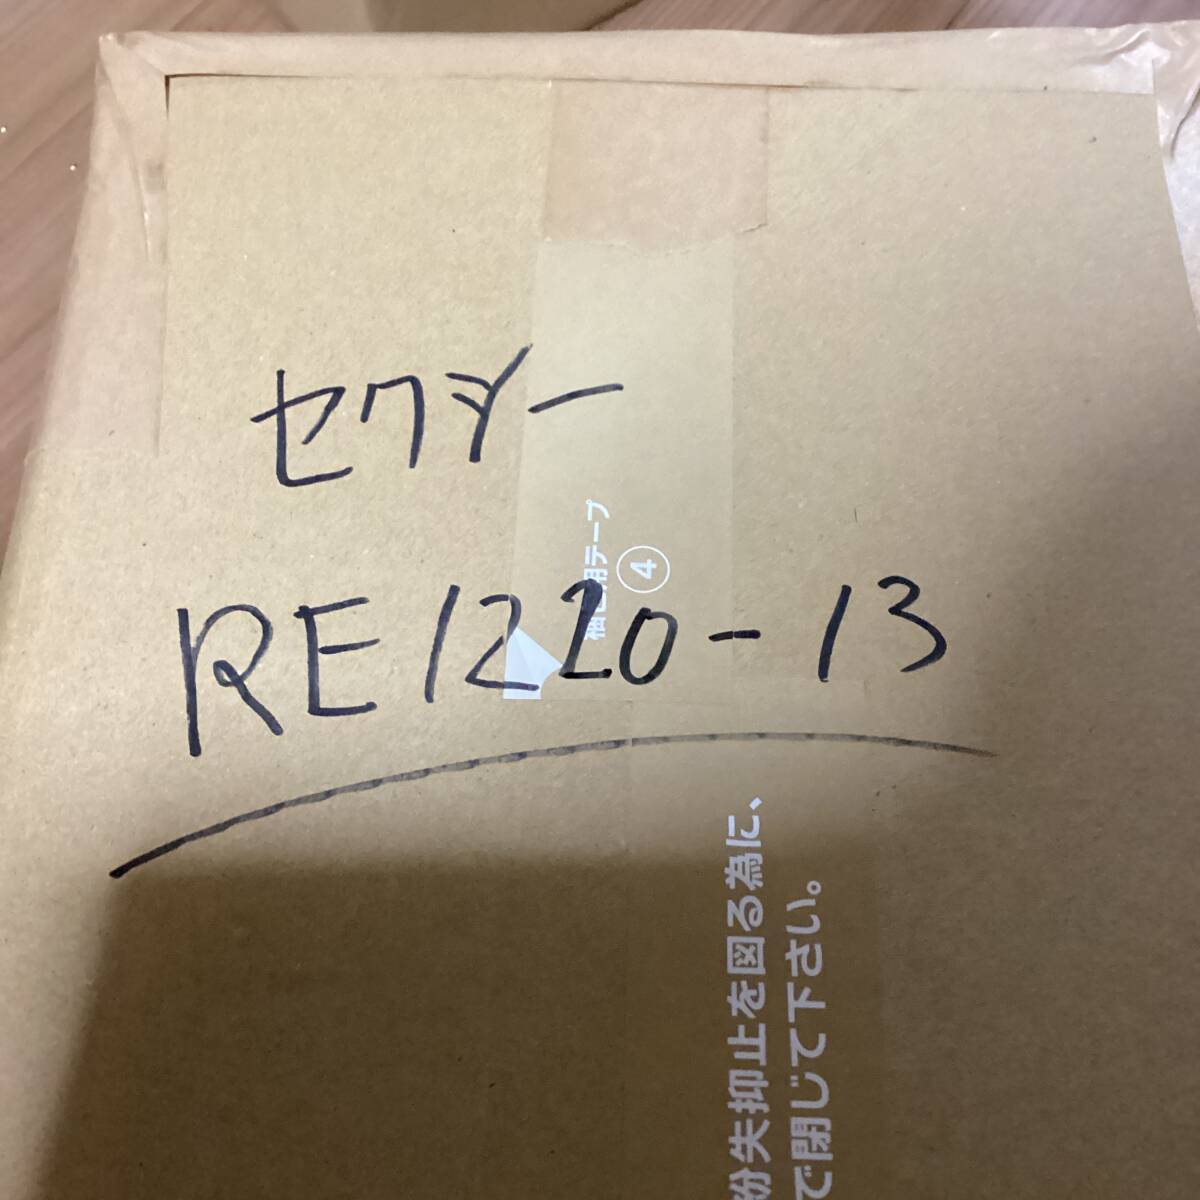 セクシー
RE1220-13
梱包用テープ
④
紛失抑止を図る為に、
で閉じて下さい。